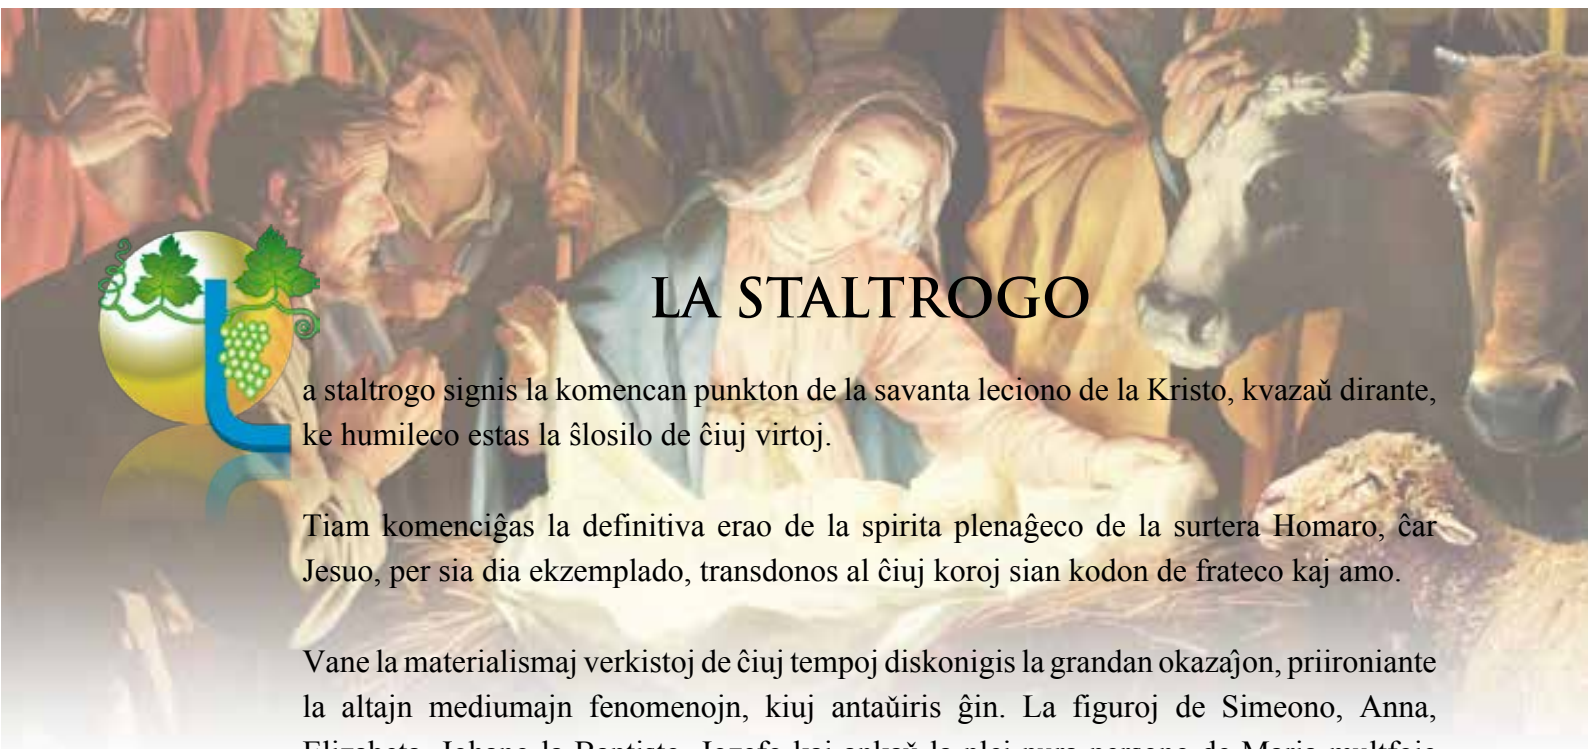 LA STALTROGO
La staltrogo signis la komencan punkton de la savanta leciono de la Kristo, kvazaŭ dirante,
ke humileco estas la ŝlosilo de ĉiuj virtoj.
Tiam komenciĝas la definitiva erao de la spirita plenaĝeco de la surtera Homaro, ĉar
Jesuo, per sia dia ekzemplado, transdonos al ĉiuj koroj sian kodon de frateco kaj amo.
Vane la materialismaj verkistoj de ĉiuj tempoj diskonigis la grandan okazaĵon, priironiante
la altajn mediumajn fenomenojn, kiuj antaŭiris ĝin. La figuroj de Simeono, Anna,